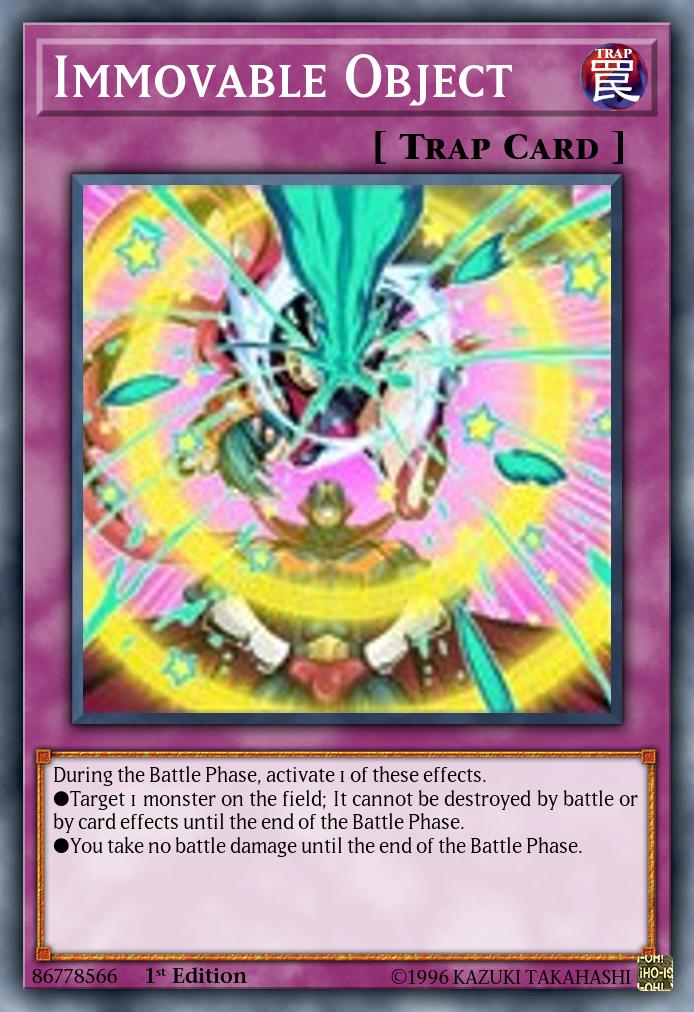 Immovable Object
TRAP
罠
[ Trap Card ]
During the Battle Phase, activate 1 of these effects.
●Target 1 monster on the field; It cannot be destroyed by battle or
by card effects until the end of the Battle Phase.
●You take no battle damage until the end of the Battle Phase.
86778566 1st Edition ©1996 KAZUKI TAKAHASHI